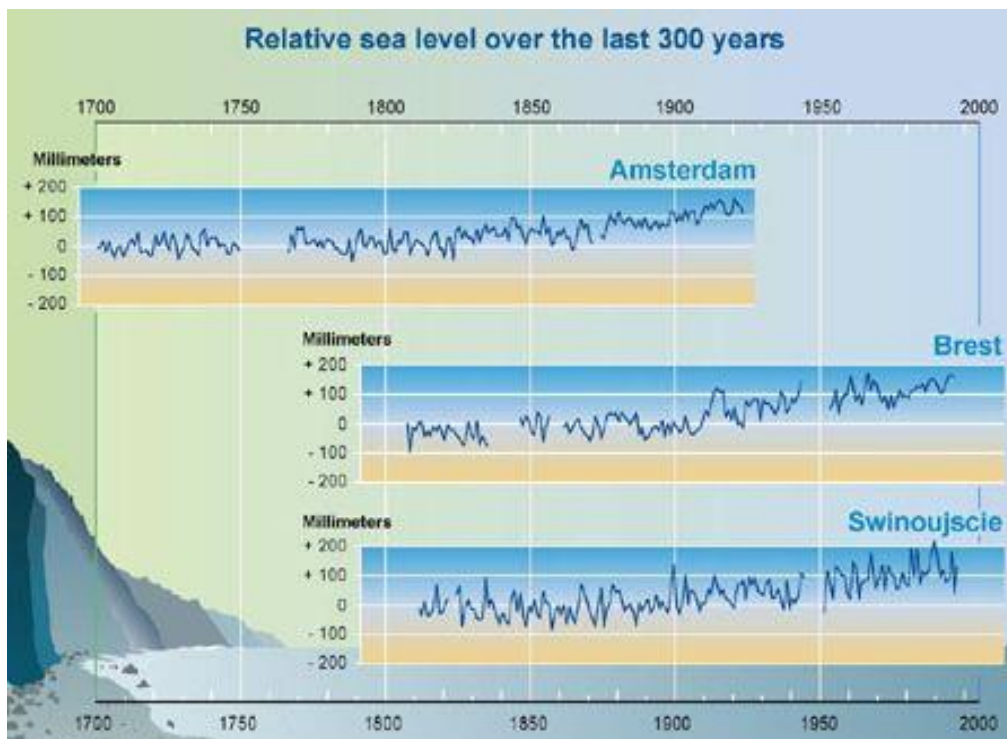 Relative sea level over the last 300 years
1700 1750 1800 1850 1900 1950 2000
Millimeters
Amsterdam
+ 200
+ 100
0
- 100
- 200
Millimeters
Brest
+ 200
+ 100
0
- 100
- 200
Millimeters
Swinoujscie
+ 200
+ 100
0
- 100
- 200
1700 1750 1800 1850 1900 1950 2000